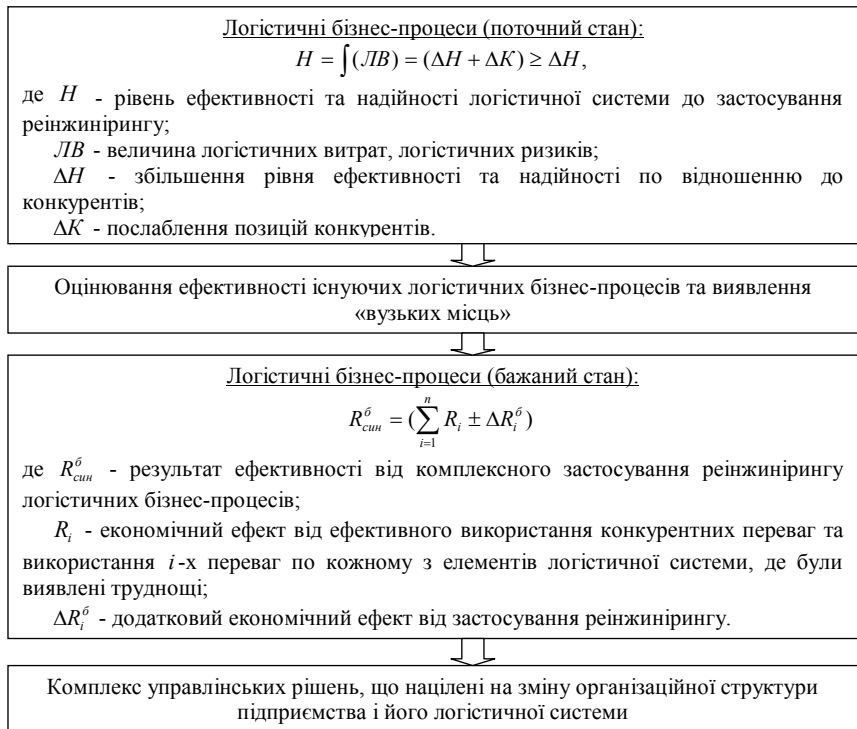 Логістичні бізнес-процеси (поточний стан):
H = ∫(ЛВ) = (ΔH + ΔK) ≥ ΔH,
де H - рівень ефективності та надійності логістичної системи до застосування
реінжинірингу;
ЛВ - величина логістичних витрат, логістичних ризиків;
ΔH - збільшення рівня ефективності та надійності по відношенню до
конкурентів;
ΔK - послаблення позицій конкурентів.
Оцінювання ефективності існуючих логістичних бізнес-процесів та виявлення
«вузьких місць»
Логістичні бізнес-процеси (бажаний стан):
R^б_син = (∑_{i=1}^{n} R_i ± ΔR_i^б)
де R^б_син - результат ефективності від комплексного застосування реінжинірингу
логістичних бізнес-процесів;
R_i - економічний ефект від ефективного використання конкурентних переваг та
використання i-х переваг по кожному з елементів логістичної системи, де були
виявлені труднощі;
ΔR_i^б - додатковий економічний ефект від застосування реінжинірингу.
Комплекс управлінських рішень, що націлені на зміну організаційної структури
підприємства і його логістичної системи